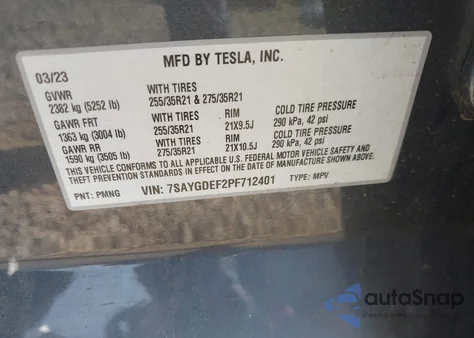 MFD BY TESLA, INC.
03/23
GVWR WITH TIRES
2382 kg (5252 lb) 255/35R21 & 275/35R21
GAWR FRT WITH TIRES RIM COLD TIRE PRESSURE
1363 kg (3004 lb) 255/35R21 21X9.5J 290 kPa, 42 psi
GAWR RR WITH TIRES RIM COLD TIRE PRESSURE
1590 kg (3505 lb) 275/35R21 21X10.5J 290 kPa, 42 psi
THIS VEHICLE CONFORMS TO ALL APPLICABLE U.S. FEDERAL MOTOR VEHICLE SAFETY AND
THEFT PREVENTION STANDARDS IN EFFECT ON THE DATE OF MANUFACTURE SHOWN ABOVE.
PNT: PMNG VIN: 7SAYGDEF2PF712401 TYPE: MPV
autoSnap